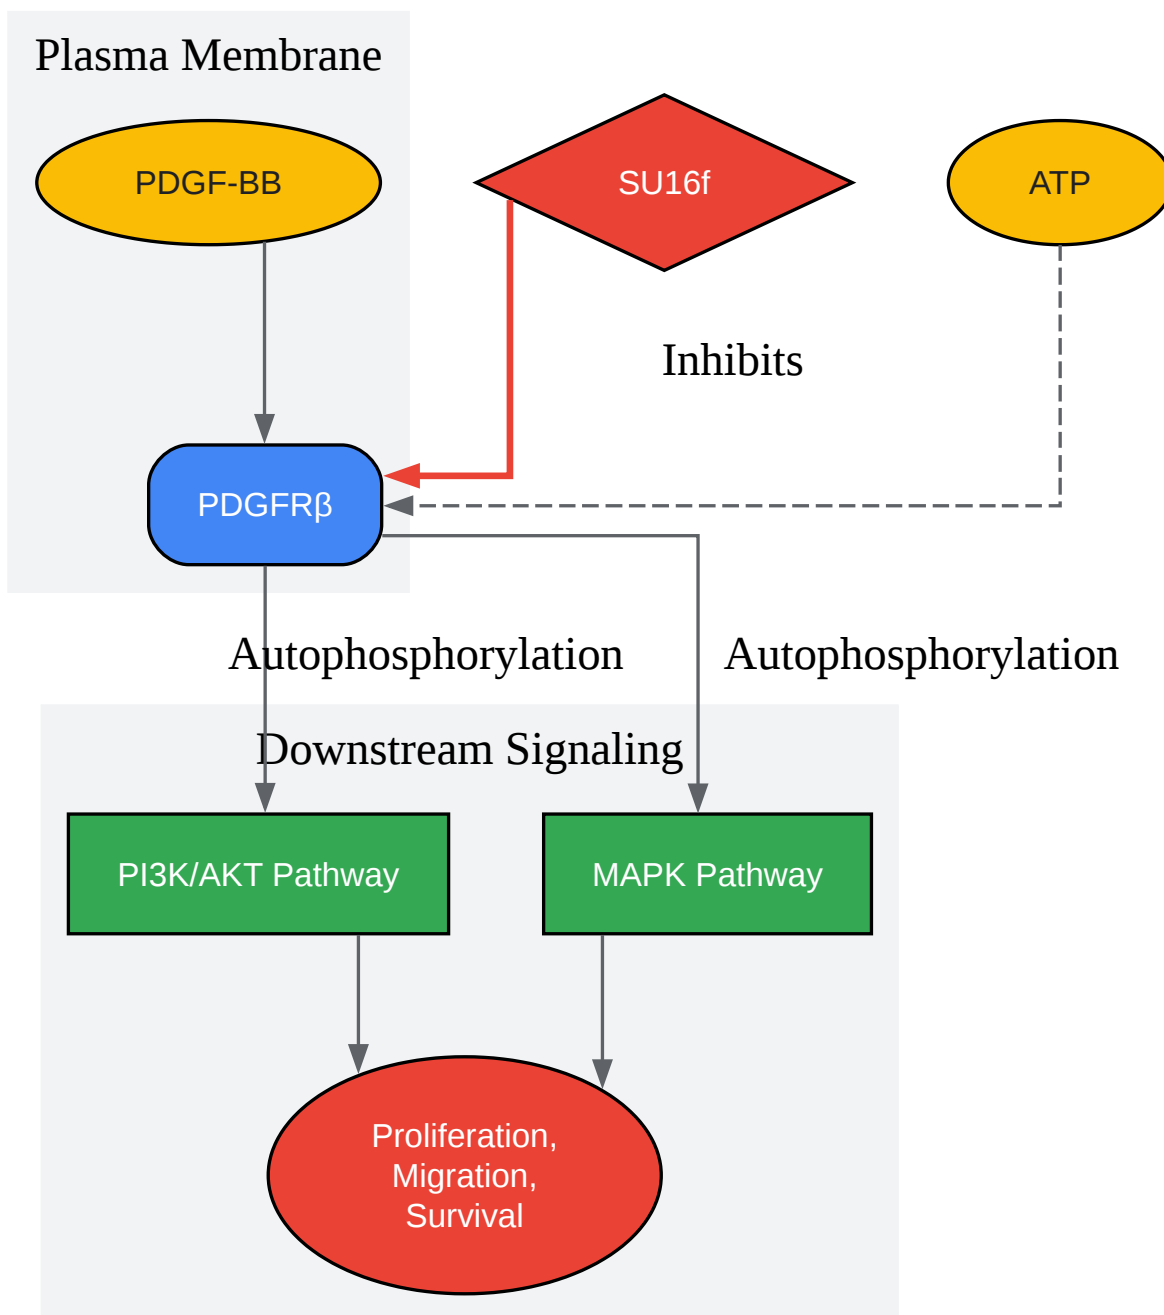 Plasma Membrane
PDGF-BB
SU16f
ATP
Inhibits
PDGFRβ
Autophosphorylation
Autophosphorylation
Downstream Signaling
PI3K/AKT Pathway
MAPK Pathway
Proliferation,
Migration,
Survival